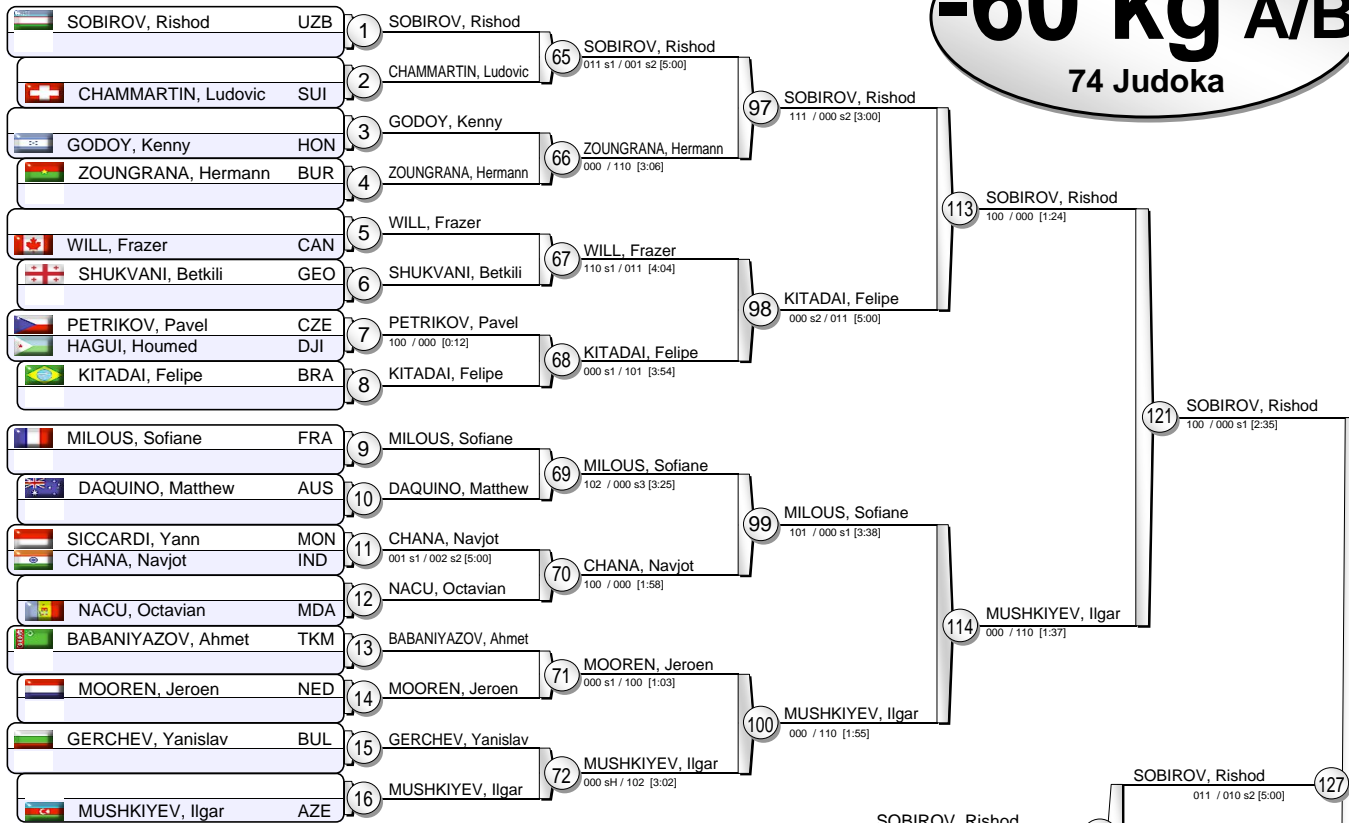 -60 kg A/B
74 Judoka
SOBIROV, Rishod UZB
1
SOBIROV, Rishod
CHAMMARTIN, Ludovic SUI
2
CHAMMARTIN, Ludovic
65
SOBIROV, Rishod
011 s1 / 001 s2 [5:00]
GODOY, Kenny HON
3
GODOY, Kenny
ZOUNGRANA, Hermann BUR
4
ZOUNGRANA, Hermann
66
ZOUNGRANA, Hermann
000 / 110 [3:06]
97
SOBIROV, Rishod
111 / 000 s2 [3:00]
WILL, Frazer CAN
5
WILL, Frazer
SHUKVANI, Betkili GEO
6
SHUKVANI, Betkili
67
WILL, Frazer
110 s1 / 011 [4:04]
PETRIKOV, Pavel CZE
HAGUI, Houmed DJI
7
PETRIKOV, Pavel
100 / 000 [0:12]
KITADAI, Felipe BRA
8
KITADAI, Felipe
68
KITADAI, Felipe
000 s1 / 101 [3:54]
98
KITADAI, Felipe
000 s2 / 011 [5:00]
113
SOBIROV, Rishod
100 / 000 [1:24]
MILOUS, Sofiane FRA
9
MILOUS, Sofiane
DAQUINO, Matthew AUS
10
DAQUINO, Matthew
69
MILOUS, Sofiane
102 / 000 s3 [3:25]
SICCARDI, Yann MON
CHANA, Navjot IND
11
CHANA, Navjot
001 s1 / 002 s2 [5:00]
NACU, Octavian MDA
12
NACU, Octavian
70
CHANA, Navjot
100 / 000 [1:58]
99
MILOUS, Sofiane
101 / 000 s1 [3:38]
BABANIYAZOV, Ahmet TKM
13
BABANIYAZOV, Ahmet
MOOREN, Jeroen NED
14
MOOREN, Jeroen
71
MOOREN, Jeroen
000 s1 / 100 [1:03]
GERCHEV, Yanislav BUL
15
GERCHEV, Yanislav
MUSHKIYEV, Ilgar AZE
16
MUSHKIYEV, Ilgar
72
MUSHKIYEV, Ilgar
000 sH / 102 [3:02]
100
MUSHKIYEV, Ilgar
000 / 110 [1:55]
114
MUSHKIYEV, Ilgar
000 / 110 [1:37]
121
SOBIROV, Rishod
100 / 000 s1 [2:35]
SOBIROV, Rishod
011 / 010 s2 [5:00]
127
SOBIROV, Rishod